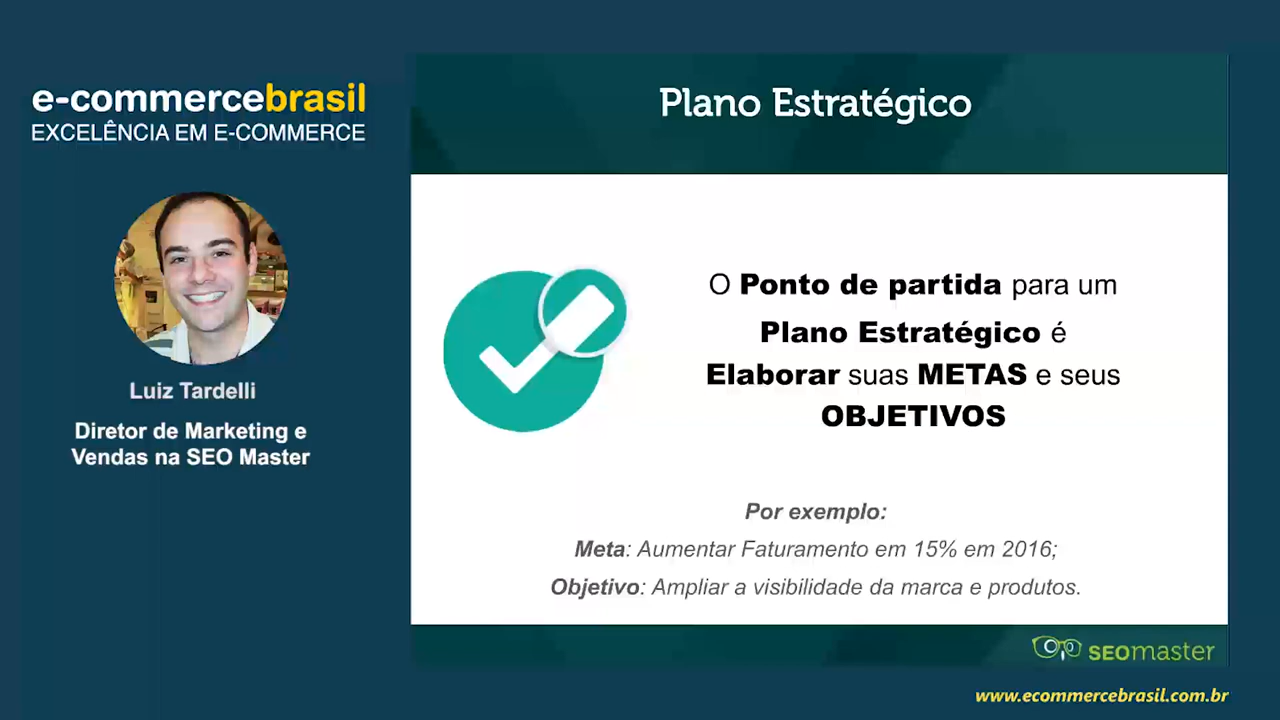 e-commercebrasil
EXCELÊNCIA EM E-COMMERCE
Luiz Tardelli
Diretor de Marketing e
Vendas na SEO Master
Plano Estratégico
O Ponto de partida para um
Plano Estratégico é
Elaborar suas METAS e seus
OBJETIVOS
Por exemplo:
Meta: Aumentar Faturamento em 15% em 2016;
Objetivo: Ampliar a visibilidade da marca e produtos.
SEOmaster
www.ecommercebrasil.com.br